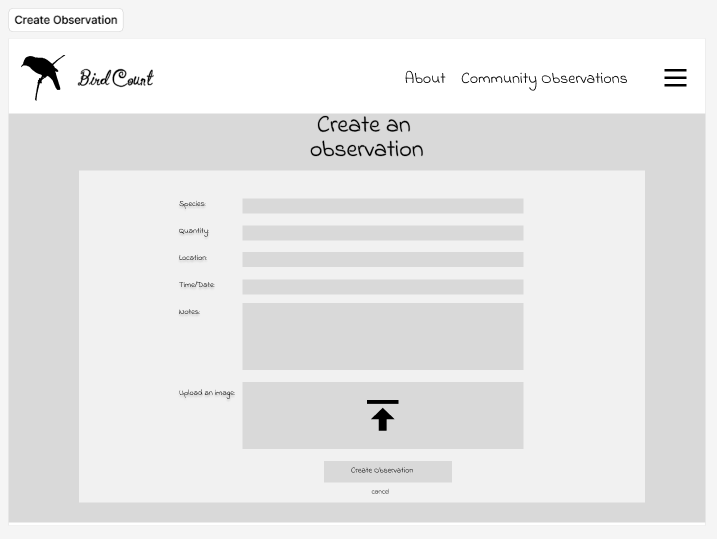 Create Observation
Bird Count
About Community Observations
Create an
observation
Species:
Quantity:
Location:
Time/Date:
Notes:
Upload an image:
Create Observation
cancel